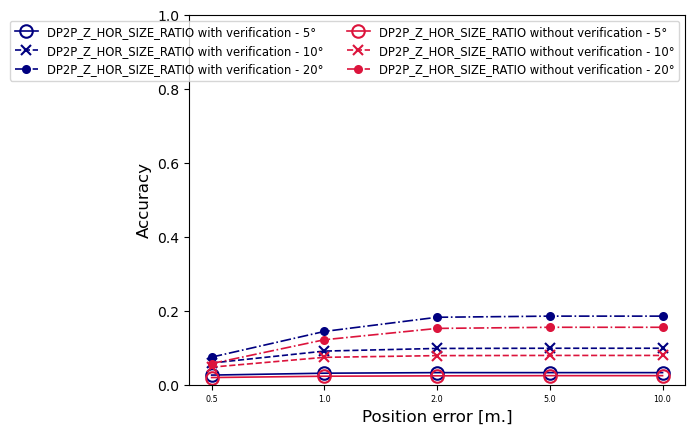 1.0
DP2P_Z_HOR_SIZE_RATIO with verification - 5° DP2P_Z_HOR_SIZE_RATIO without verification - 5°
DP2P_Z_HOR_SIZE_RATIO with verification - 10° DP2P_Z_HOR_SIZE_RATIO without verification - 10°
DP2P_Z_HOR_SIZE_RATIO with verification - 20° DP2P_Z_HOR_SIZE_RATIO without verification - 20°
0.8
0.6
0.4
0.2
0.0
Accuracy
0.5 1.0 2.0 5.0 10.0
Position error [m.]